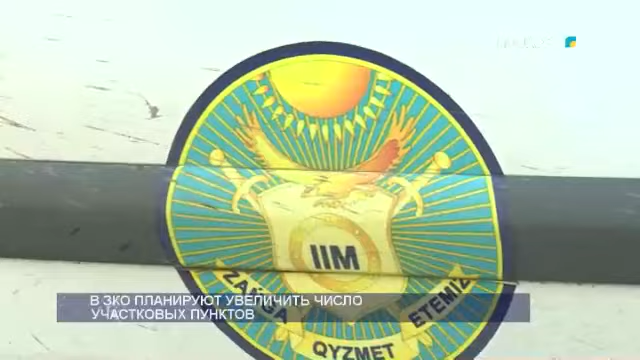 IIM
ZAŃǴA
QYZMET
ETEMIZ
В ЗКО ПЛАНИРУЮТ УВЕЛИЧИТЬ ЧИСЛО
УЧАСТКОВЫХ ПУНКТОВ